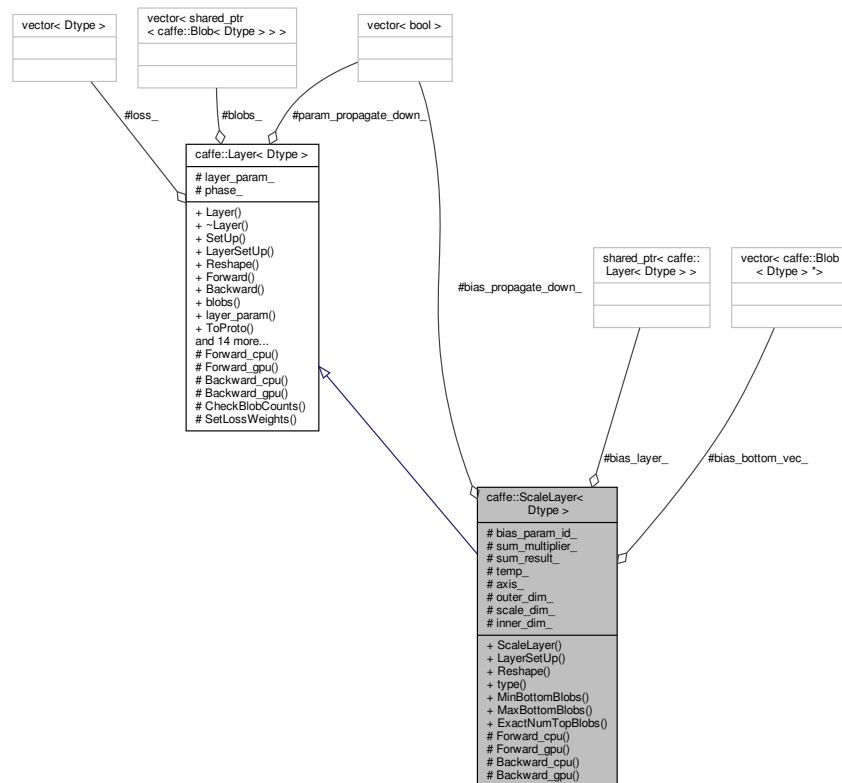 vector< Dtype >
vector< shared_ptr
< caffe::Blob< Dtype > > >
vector< bool >
#loss_
#blobs_
#param_propagate_down_
caffe::Layer< Dtype >
# layer_param_
# phase_
+ Layer()
+ ~Layer()
+ SetUp()
+ LayerSetUp()
+ Reshape()
+ Forward()
+ Backward()
+ blobs()
+ layer_param()
+ ToProto()
and 14 more...
# Forward_cpu()
# Forward_gpu()
# Backward_cpu()
# Backward_gpu()
# CheckBlobCounts()
# SetLossWeights()
#bias_propagate_down_
shared_ptr< caffe::
Layer< Dtype > >
vector< caffe::Blob
< Dtype > *>
#bias_layer_
#bias_bottom_vec_
caffe::ScaleLayer<
Dtype >
# bias_param_id_
# sum_multiplier_
# sum_result_
# temp_
# axis_
# outer_dim_
# scale_dim_
# inner_dim_
+ ScaleLayer()
+ LayerSetUp()
+ Reshape()
+ type()
+ MinBottomBlobs()
+ MaxBottomBlobs()
+ ExactNumTopBlobs()
# Forward_cpu()
# Forward_gpu()
# Backward_cpu()
# Backward_gpu()